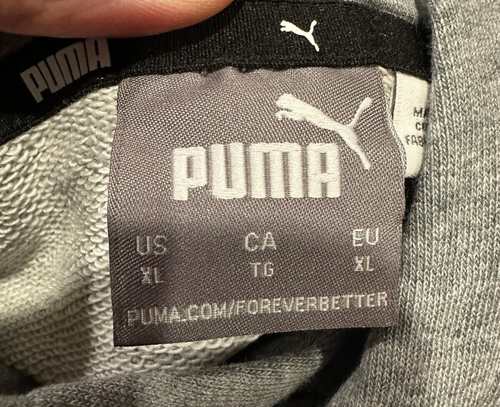 PUMA
PUMA
US CA EU
XL TG XL
PUMA.COM/FOREVERBETTER